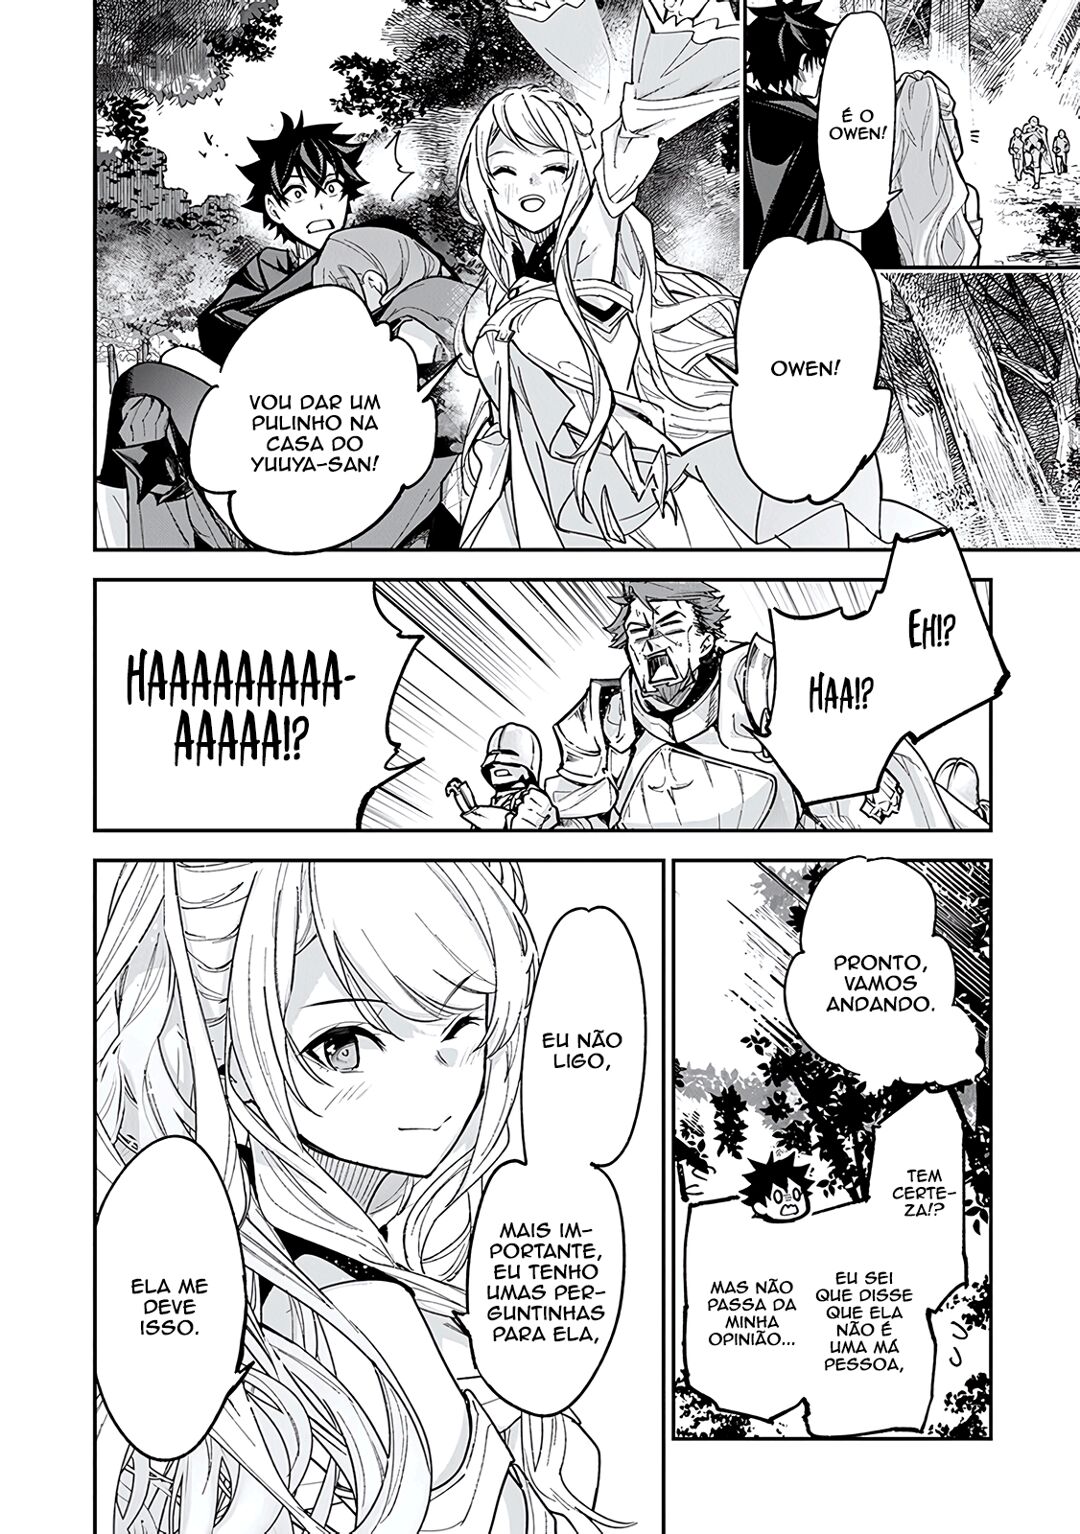 É O
OWEN!
OWEN!
VOU DAR UM
PULINHO NA
CASA DO
YUUYA-SAN!
EH!?
HAA!?
HAAAAAAAAA-
AAAAA!?
PRONTO,
VAMOS
ANDANDO.
TEM
CERTE-
ZA!?
EU SEI
QUE DISSE
QUE ELA
NÃO É
UMA MÁ
PESSOA,
MAS NÃO
PASSA DA
MINHA
OPINIÃO...
EU NÃO
LIGO,
MAIS IM-
PORTANTE,
EU TENHO
UMAS PER-
GUNTINHAS
PARA ELA,
ELA ME
DEVE
ISSO.